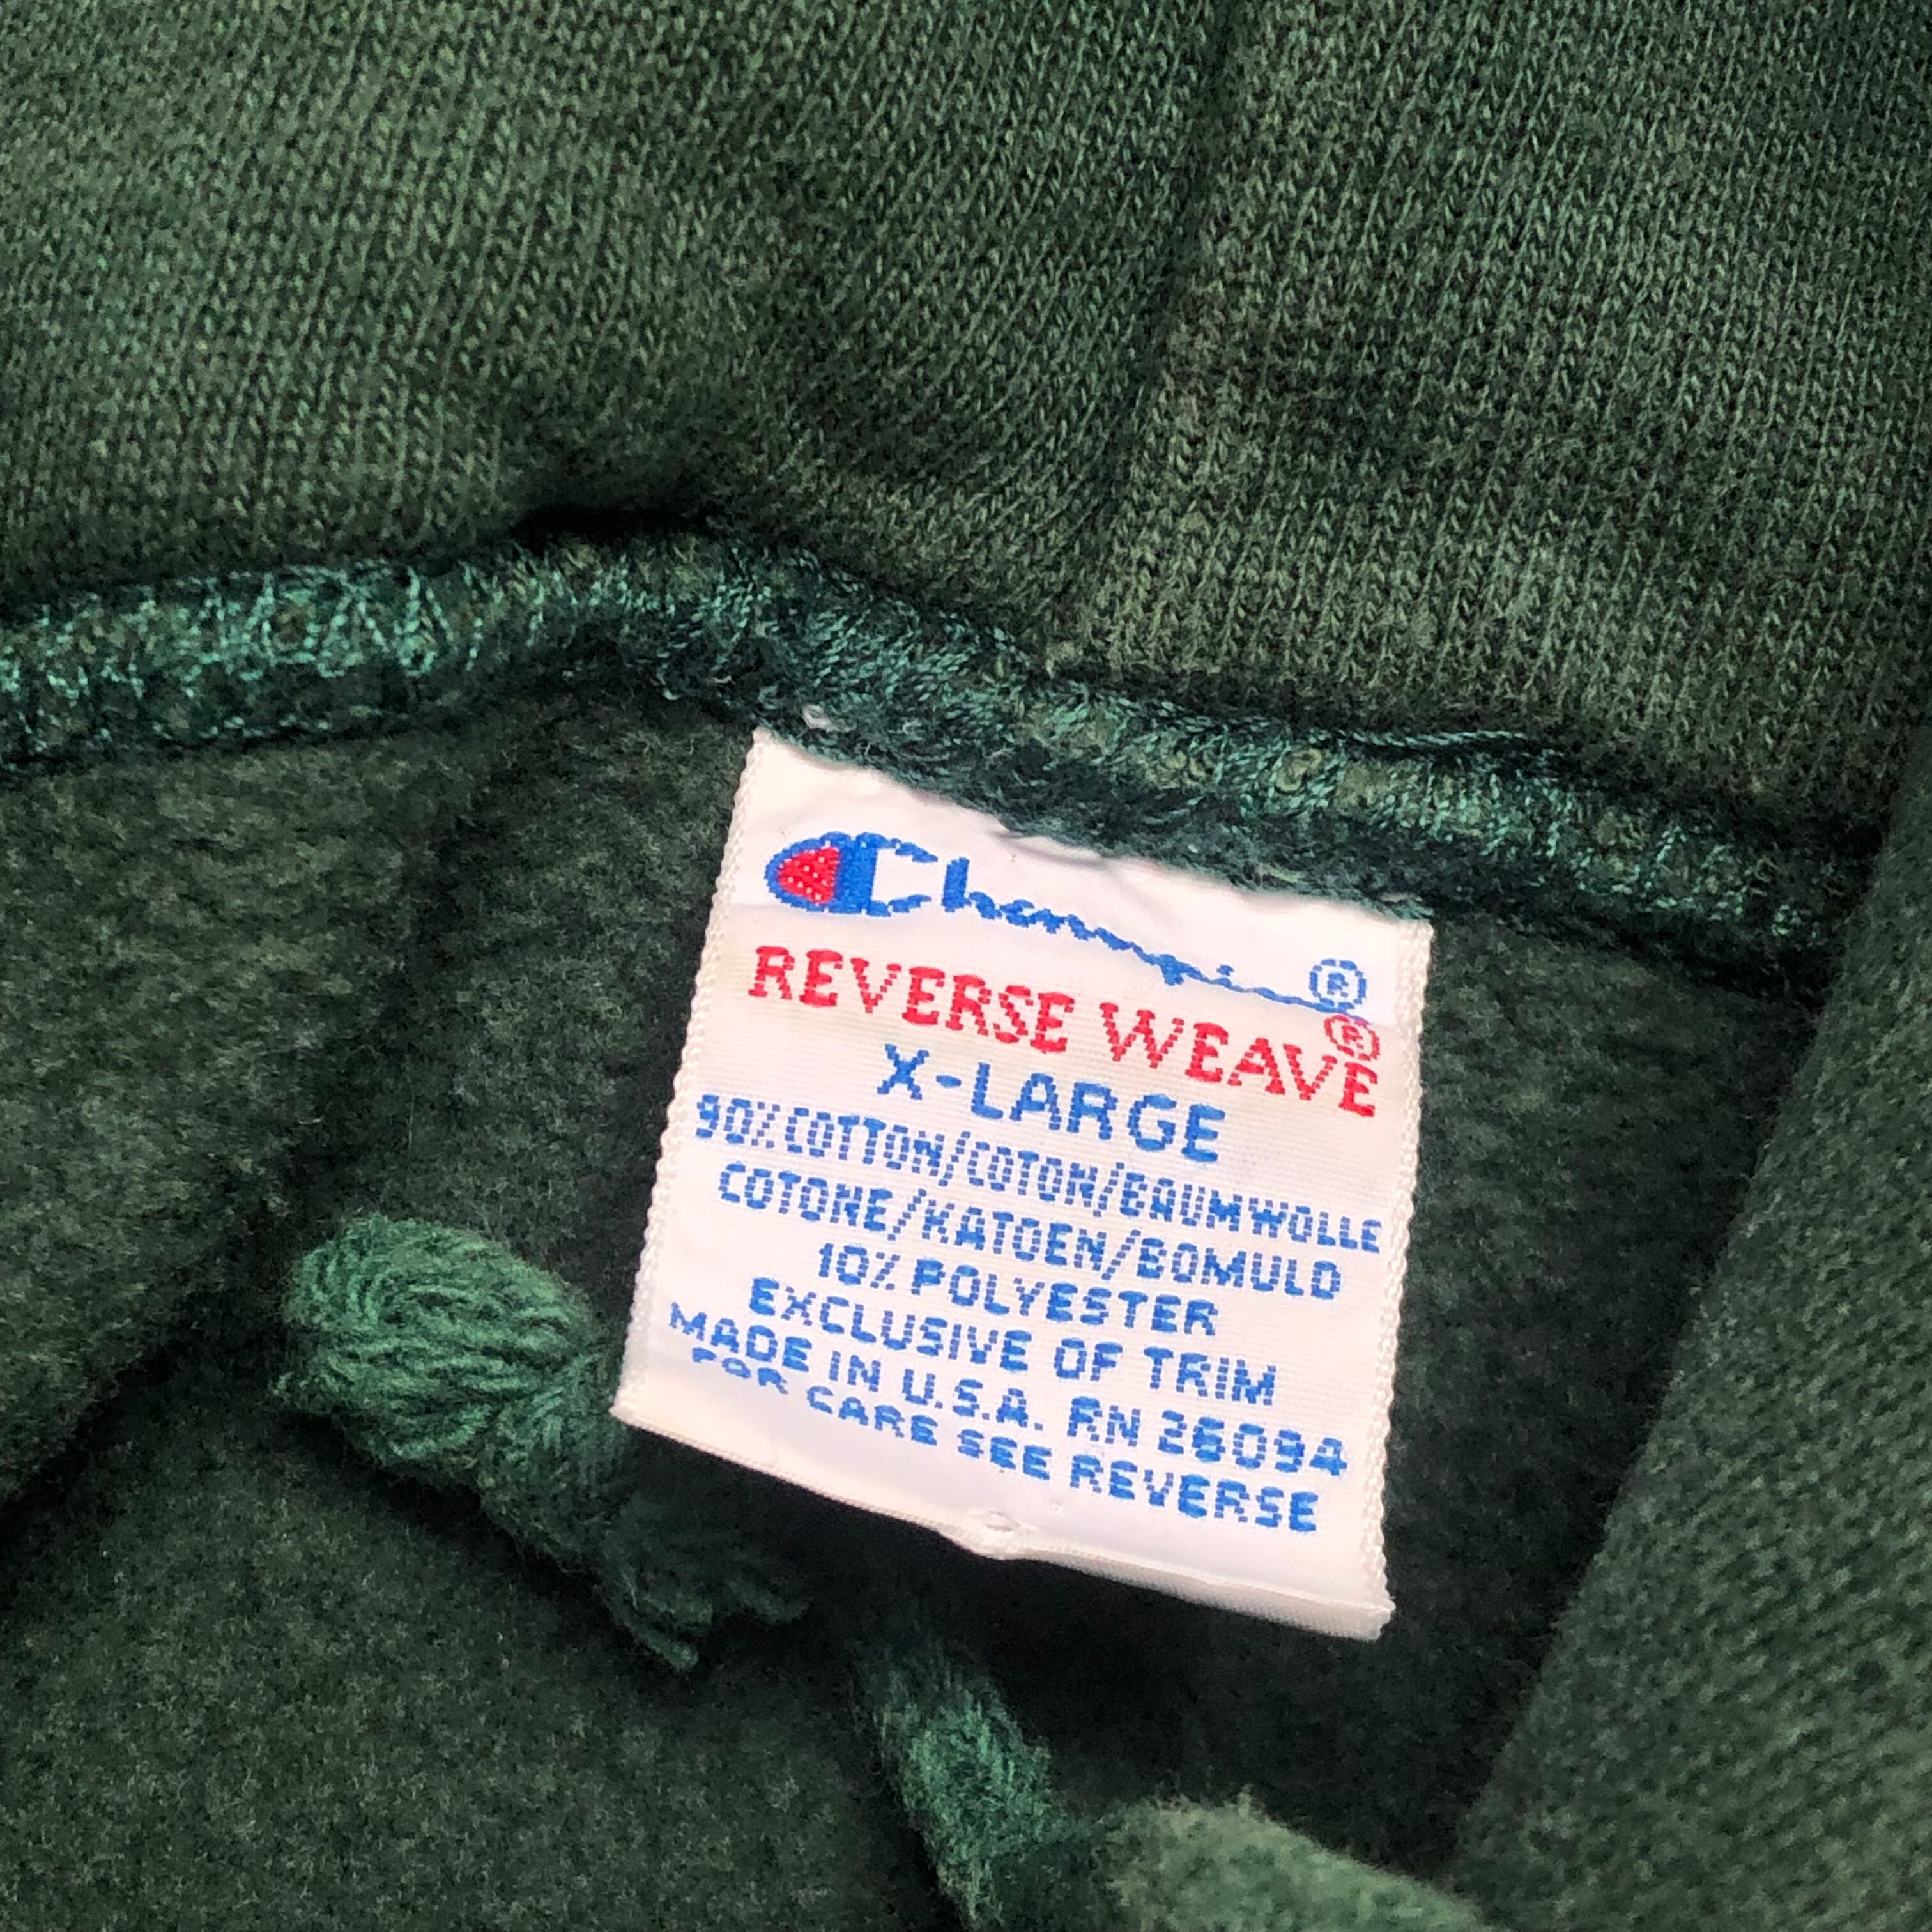 Champion®
REVERSE WEAVE®
X-LARGE
90% COTTON/COTON/BAUMWOLLE
COTONE/KATOEN/BOMULD
10% POLYESTER
EXCLUSIVE OF TRIM
MADE IN U.S.A. RN 26094
FOR CARE SEE REVERSE